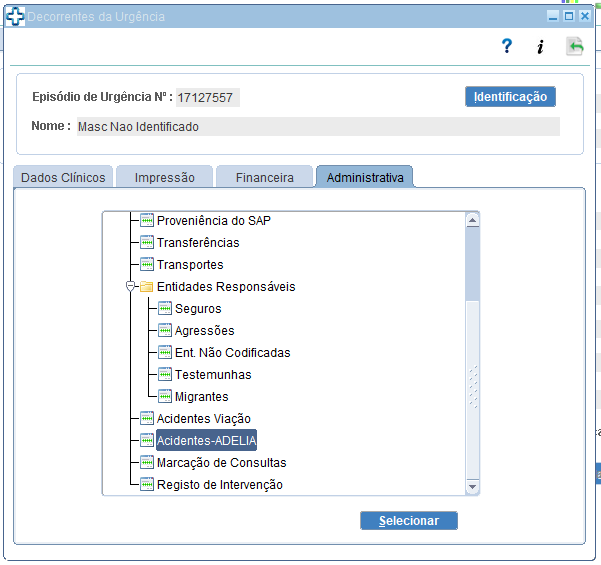 Decorrentes da Urgência
? i
Episódio de Urgência Nº : 17127557 Identificação
Nome : Masc Nao Identificado
Dados Clínicos Impressão Financeira Administrativa
Proveniência do SAP
Transferências
Transportes
Entidades Responsáveis
Seguros
Agressões
Ent. Não Codificadas
Testemunhas
Migrantes
Acidentes Viação
Acidentes-ADELIA
Marcação de Consultas
Registo de Intervenção
Selecionar